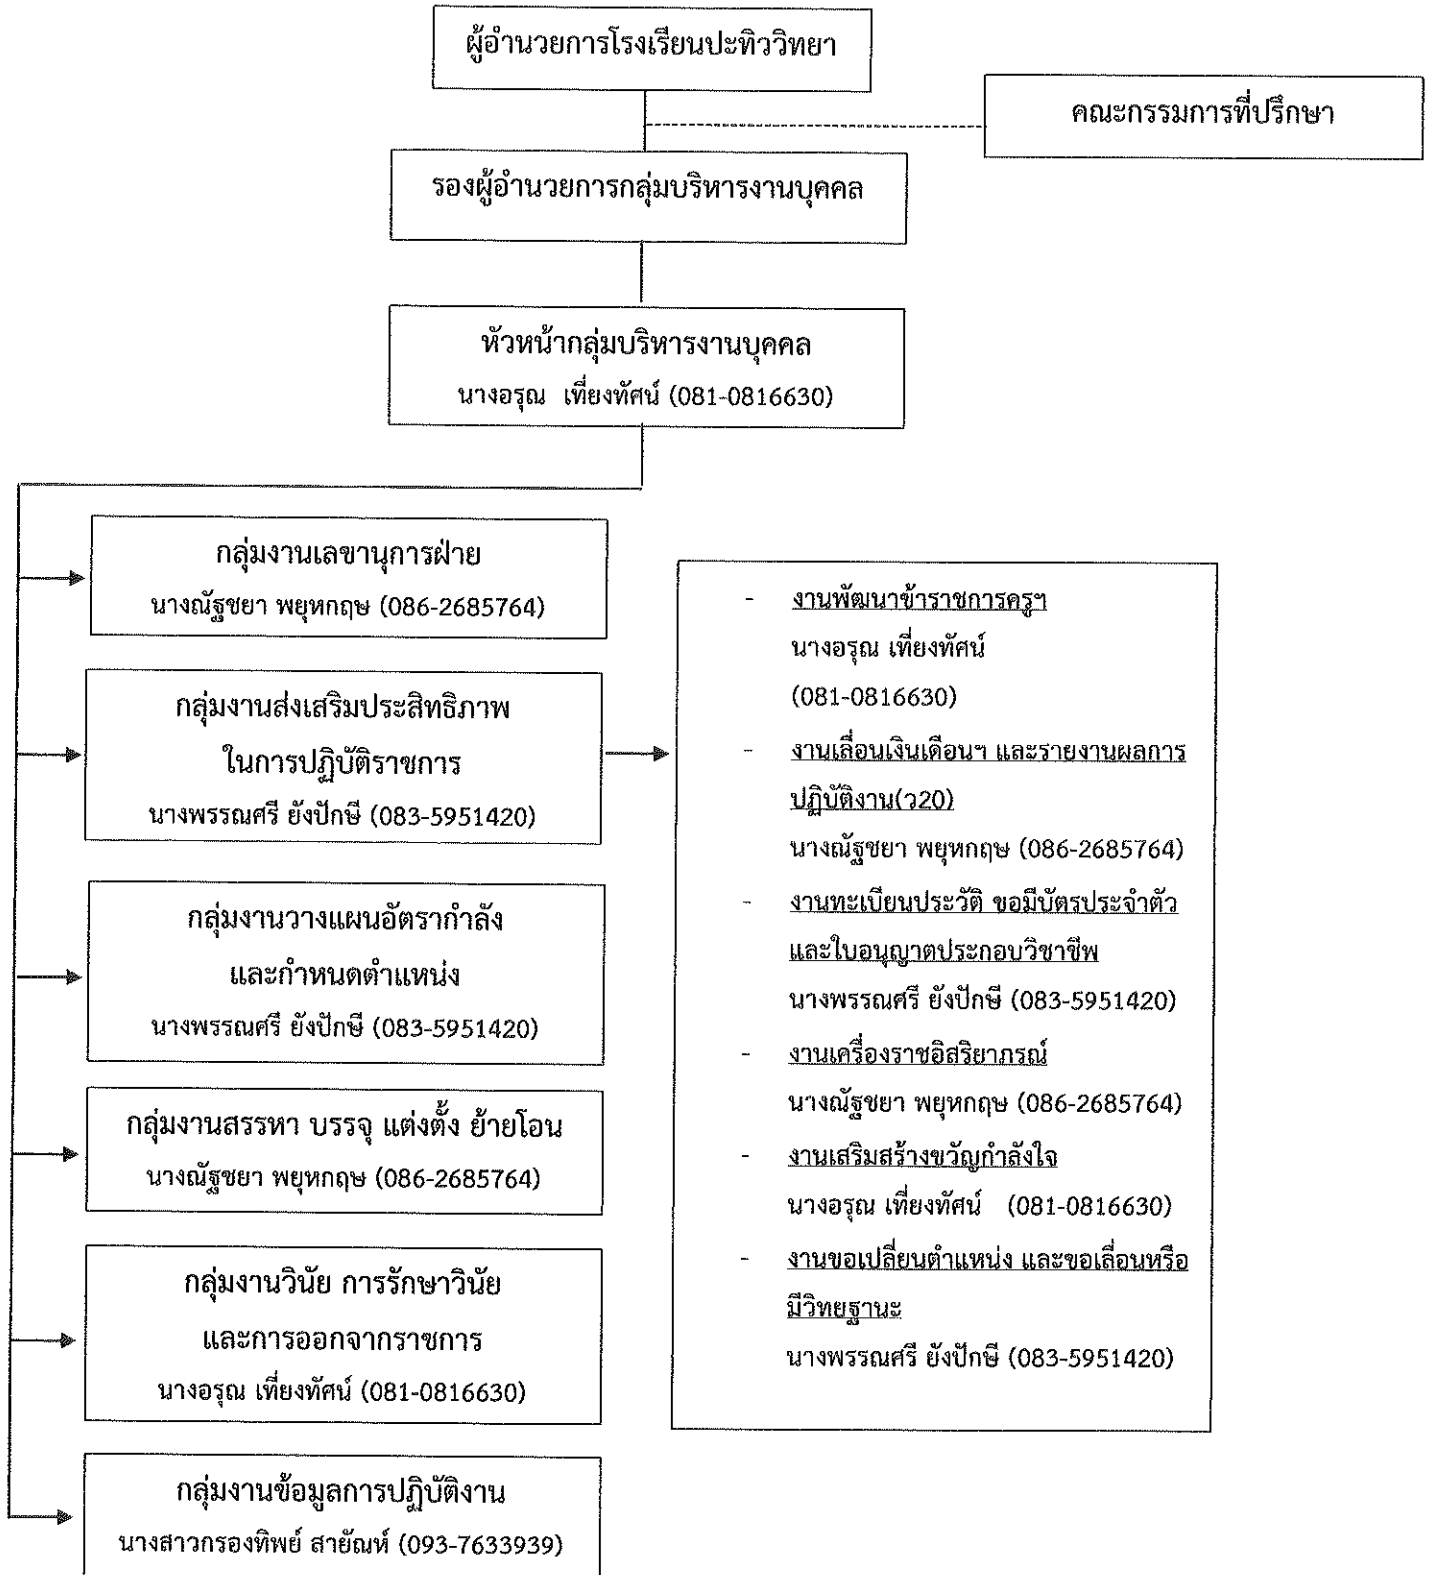 ผู้อำนวยการโรงเรียนปะทิววิทยา
คณะกรรมการที่ปรึกษา
รองผู้อำนวยการกลุ่มบริหารงานบุคคล
หัวหน้ากลุ่มบริหารงานบุคคล
นางอรุณ เที่ยงทัศน์ (081-0816630)
กลุ่มงานเลขานุการฝ่าย
นางณัฐชยา พยุหกฤษ (086-2685764)
กลุ่มงานส่งเสริมประสิทธิภาพ
ในการปฏิบัติราชการ
นางพรรณศรี ยังปักษี (083-5951420)
กลุ่มงานวางแผนอัตรากำลัง
และกำหนดตำแหน่ง
นางพรรณศรี ยังปักษี (083-5951420)
กลุ่มงานสรรหา บรรจุ แต่งตั้ง ย้ายโอน
นางณัฐชยา พยุหกฤษ (086-2685764)
กลุ่มงานวินัย การรักษาวินัย
และการออกจากราชการ
นางอรุณ เที่ยงทัศน์ (081-0816630)
กลุ่มงานข้อมูลการปฏิบัติงาน
นางสาวกรองทิพย์ สายัณห์ (093-7633939)
- งานพัฒนาข้าราชการครูฯ
นางอรุณ เที่ยงทัศน์
(081-0816630)
- งานเลื่อนเงินเดือนฯ และรายงานผลการ
ปฏิบัติงาน(ว20)
นางณัฐชยา พยุหกฤษ (086-2685764)
- งานทะเบียนประวัติ ขอมีบัตรประจำตัว
และใบอนุญาตประกอบวิชาชีพ
นางพรรณศรี ยังปักษี (083-5951420)
- งานเครื่องราชอิสริยาภรณ์
นางณัฐชยา พยุหกฤษ (086-2685764)
- งานเสริมสร้างขวัญกำลังใจ
นางอรุณ เที่ยงทัศน์ (081-0816630)
- งานขอเปลี่ยนตำแหน่ง และขอเลื่อนหรือ
มีวิทยฐานะ
นางพรรณศรี ยังปักษี (083-5951420)